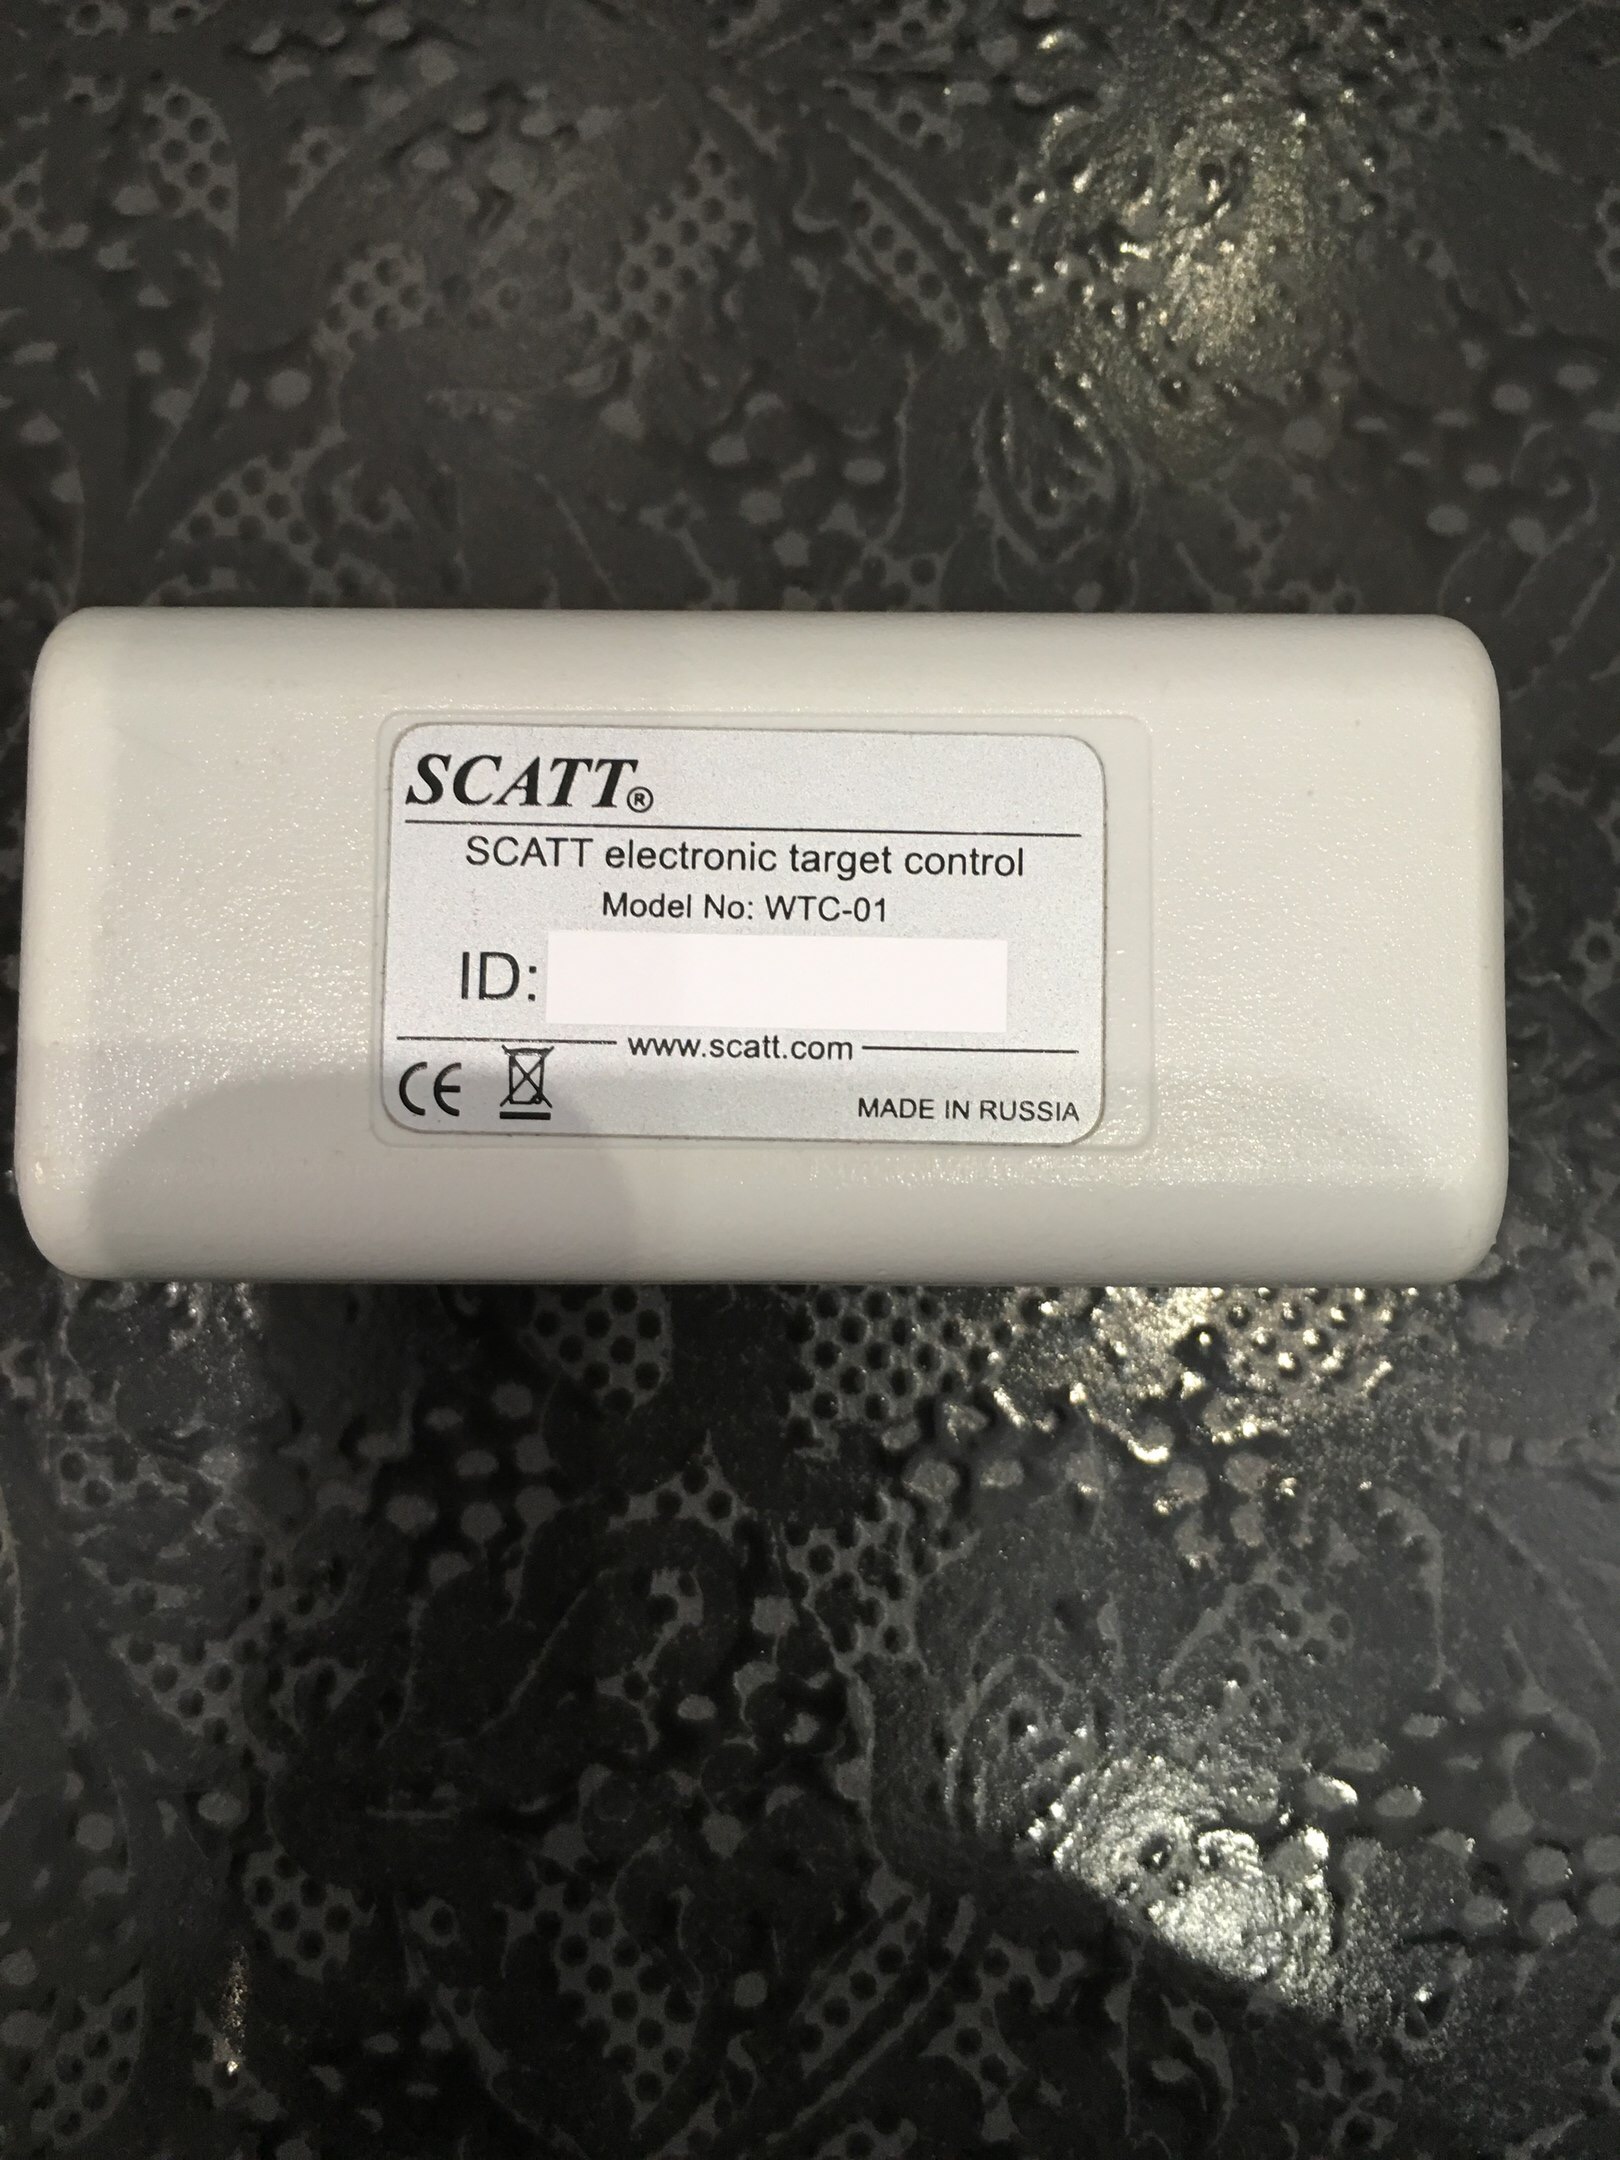 SCATT®
SCATT electronic target control
Model No: WTC-01
ID:
www.scatt.com
CE
MADE IN RUSSIA